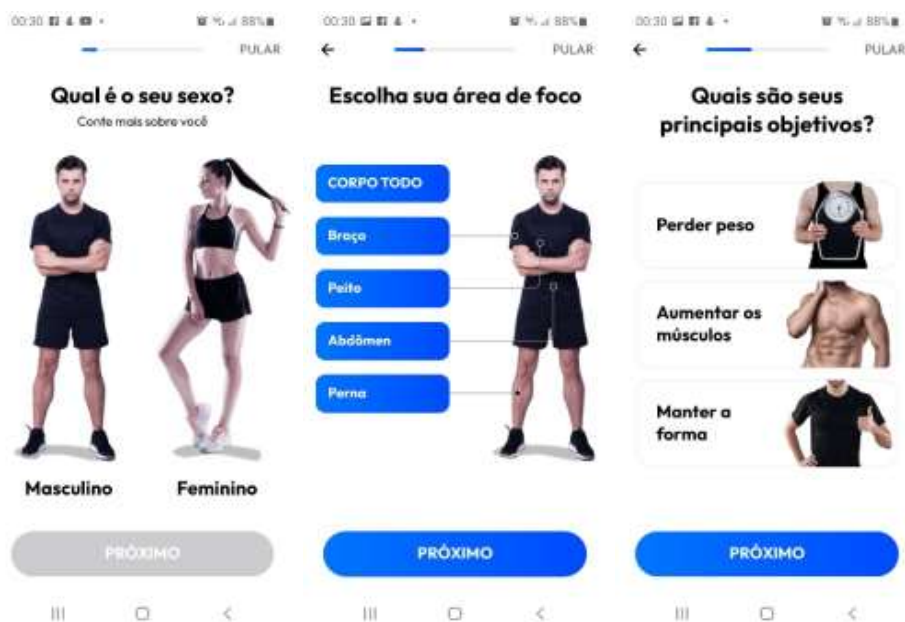 00:30
88%
PULAR
Qual é o seu sexo?
Conte mais sobre você
Masculino
Feminino
PRÓXIMO
00:30
88%
PULAR
Escolha sua área de foco
CORPO TODO
Braço
Peito
Abdômen
Perna
PRÓXIMO
00:30
88%
PULAR
Quais são seus
principais objetivos?
Perder peso
Aumentar os
músculos
Manter a
forma
PRÓXIMO